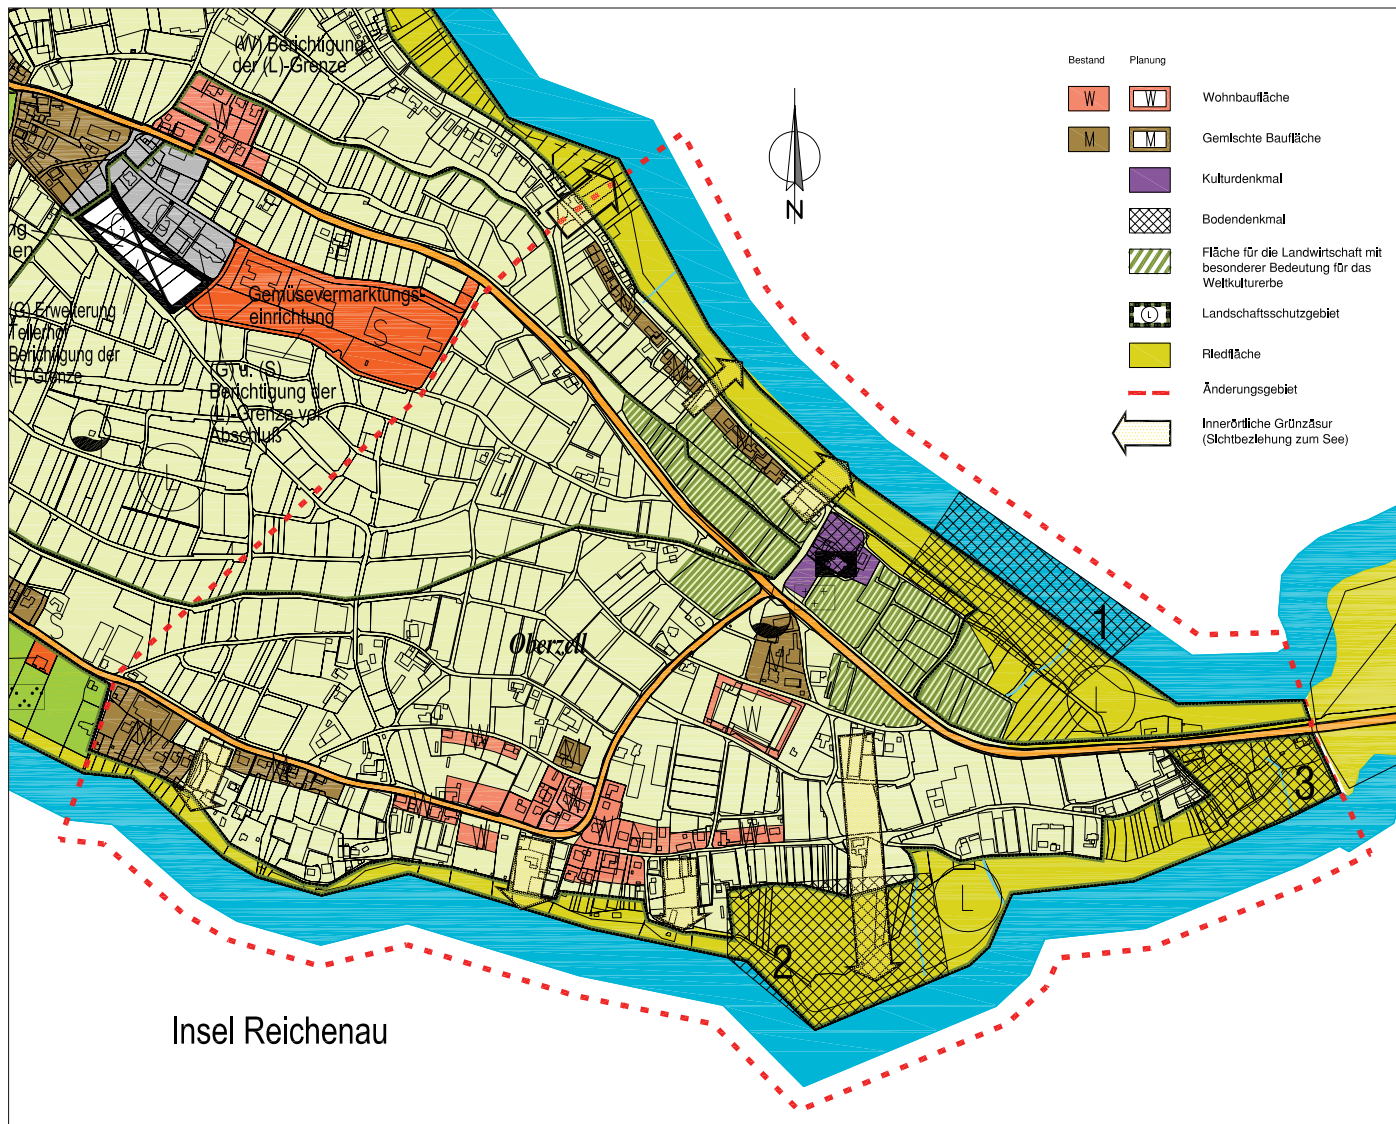 (W) Berichtigung
der (L)-Grenze
W
G
Gemüsevermarktungs-
einrichtung
S
(G) Erweiterung
Berichtigung der
(L)-Grenze
(G) u. (S)
Berichtigung der
(L)-Grenze vor
Abschluß
N
Bestand Planung
W W Wohnbaufläche
M M Gemischte Baufläche
Kulturdenkmal
Bodendenkmal
Fläche für die Landwirtschaft mit
besonderer Bedeutung für das
Weltkulturerbe
L Landschaftsschutzgebiet
Riedfläche
Änderungsgebiet
Innerörtliche Grünzäsur
(Sichtbeziehung zum See)
M
1
Oberzell
L
W
M
W
3
W
W
W
W
L
2
Insel Reichenau